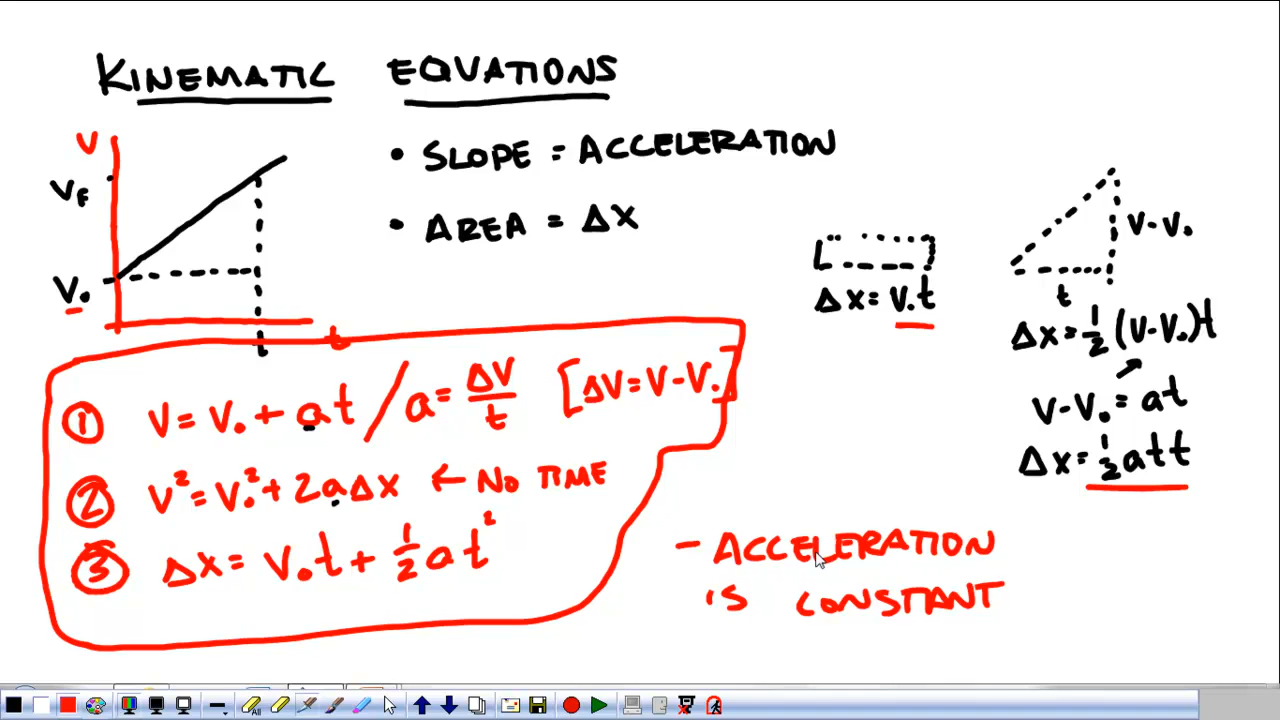 KINEMATIC EQUATIONS
V
VF
V₀
t
• SLOPE = ACCELERATION
• AREA = ΔX
ΔX = V₀t
V-V₀
t
ΔX = ½(V-V₀)t
V-V₀ = at
ΔX = ½att
① V = V₀ + at / a = ΔV/t [ΔV = V-V₀]
② V² = V₀² + 2aΔX ← NO TIME
③ ΔX = V₀t + ½at²
- ACCELERATION
IS CONSTANT
All